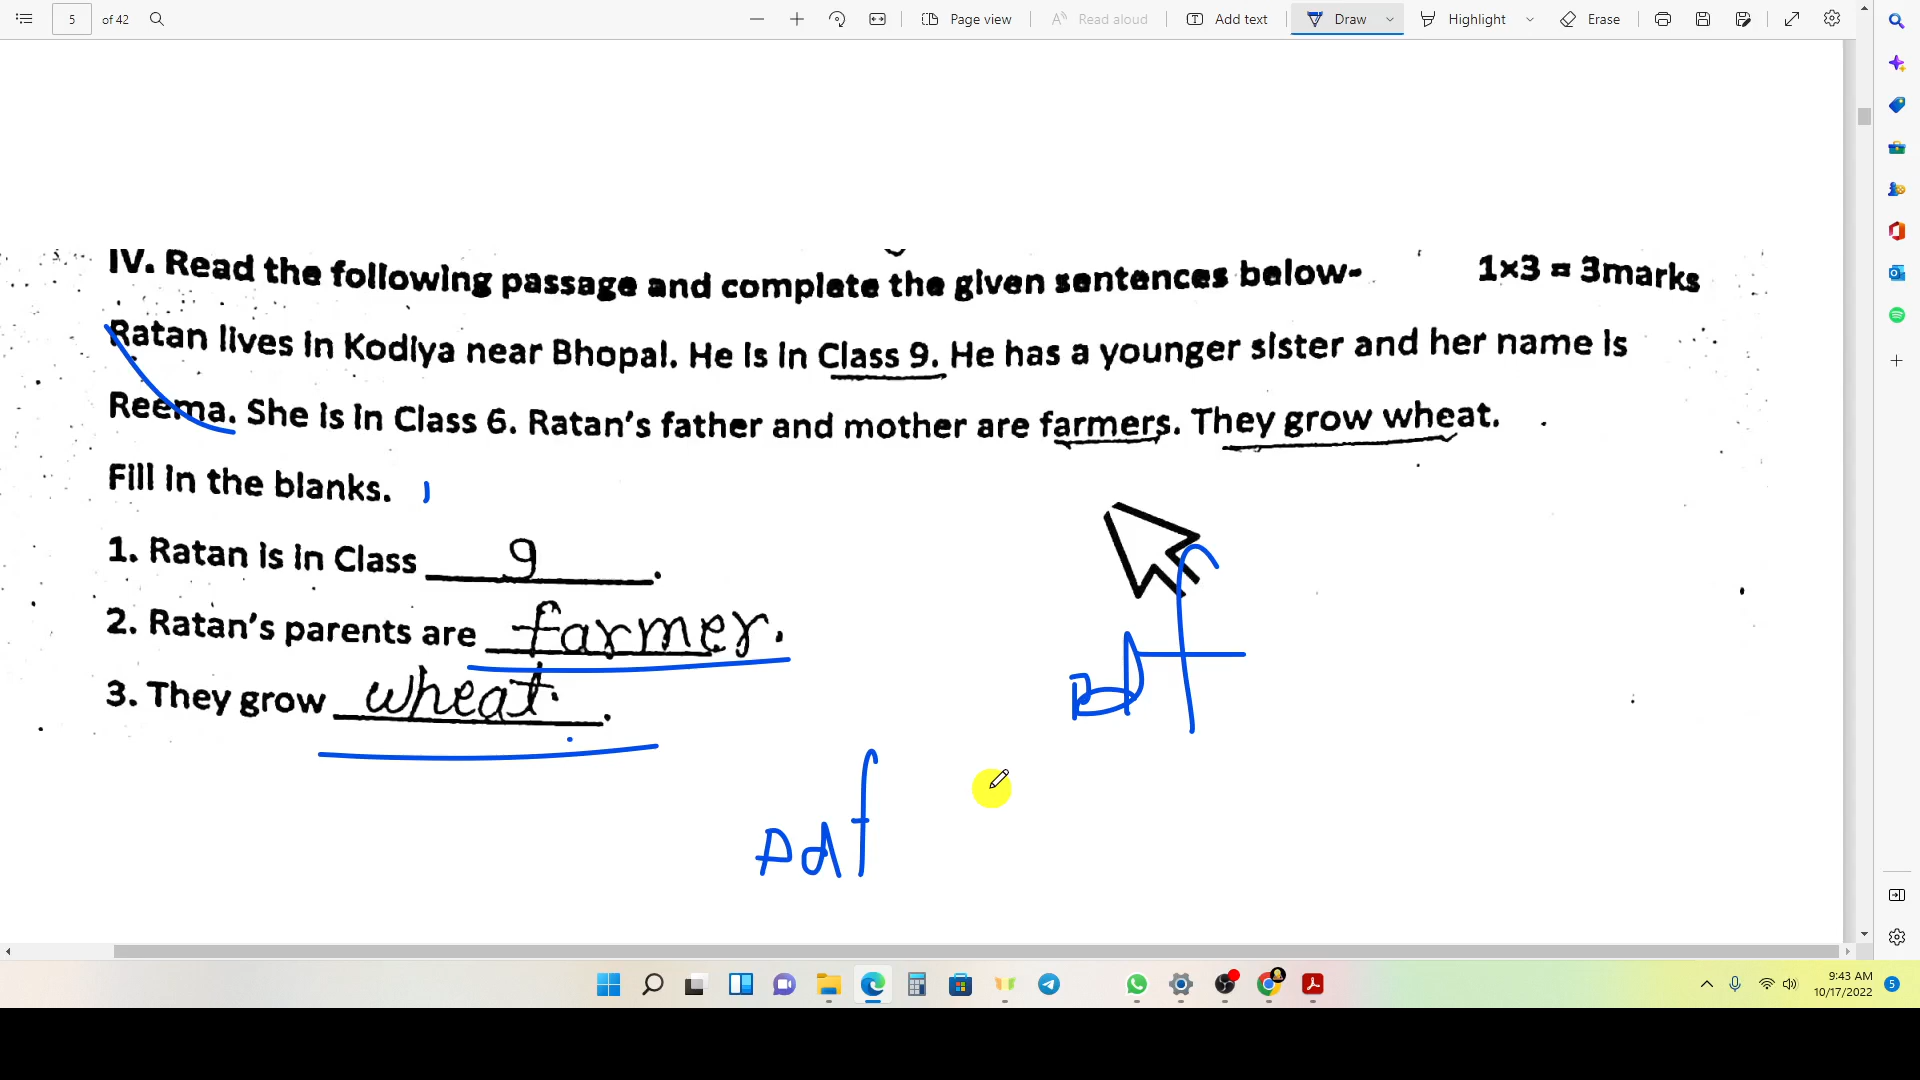 5 of 42 Page view Read aloud Add text Draw Highlight Erase
IV. Read the following passage and complete the given sentences below- 1×3 = 3marks
Ratan lives in Kodiya near Bhopal. He is in Class 9. He has a younger sister and her name is
Reema. She is in Class 6. Ratan's father and mother are farmers. They grow wheat.
Fill in the blanks.
1. Ratan is in Class 9.
2. Ratan's parents are farmer.
3. They grow wheat.
Pdf
Pdf
9:43 AM
10/17/2022 5